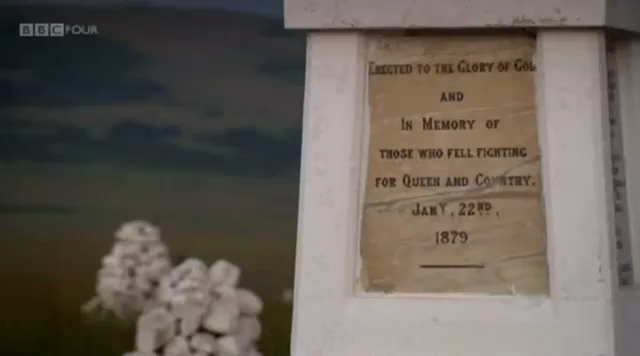 BBC FOUR
ERECTED TO THE GLORY OF GOD
AND
IN MEMORY OF
THOSE WHO FELL FIGHTING
FOR QUEEN AND COUNTRY.
JANY. 22ND.
1879